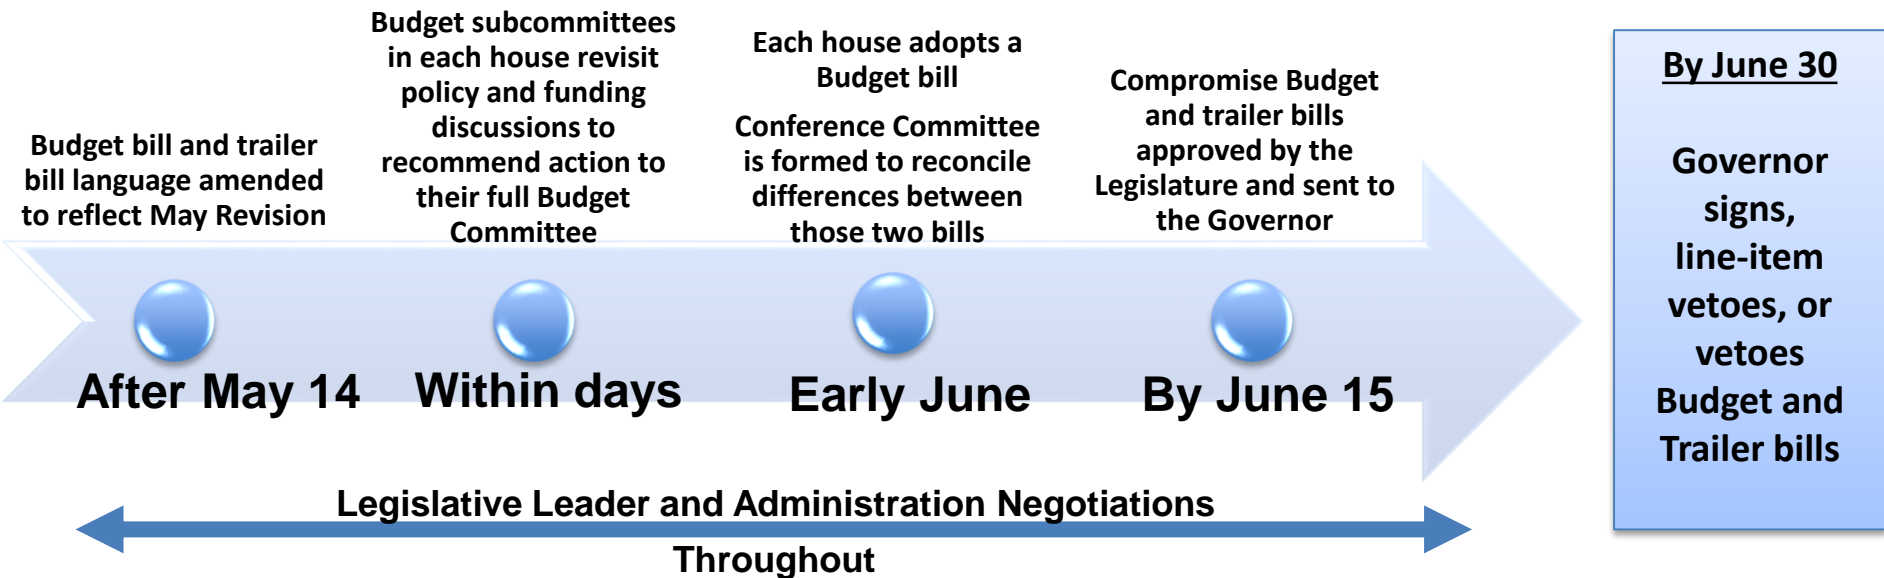 Budget bill and trailer
bill language amended
to reflect May Revision
After May 14
Budget subcommittees
in each house revisit
policy and funding
discussions to
recommend action to
their full Budget
Committee
Within days
Each house adopts a
Budget bill
Conference Committee
is formed to reconcile
differences between
those two bills
Early June
Compromise Budget
and trailer bills
approved by the
Legislature and sent to
the Governor
By June 15
By June 30
Governor
signs,
line-item
vetoes, or
vetoes
Budget and
Trailer bills
Legislative Leader and Administration Negotiations
Throughout